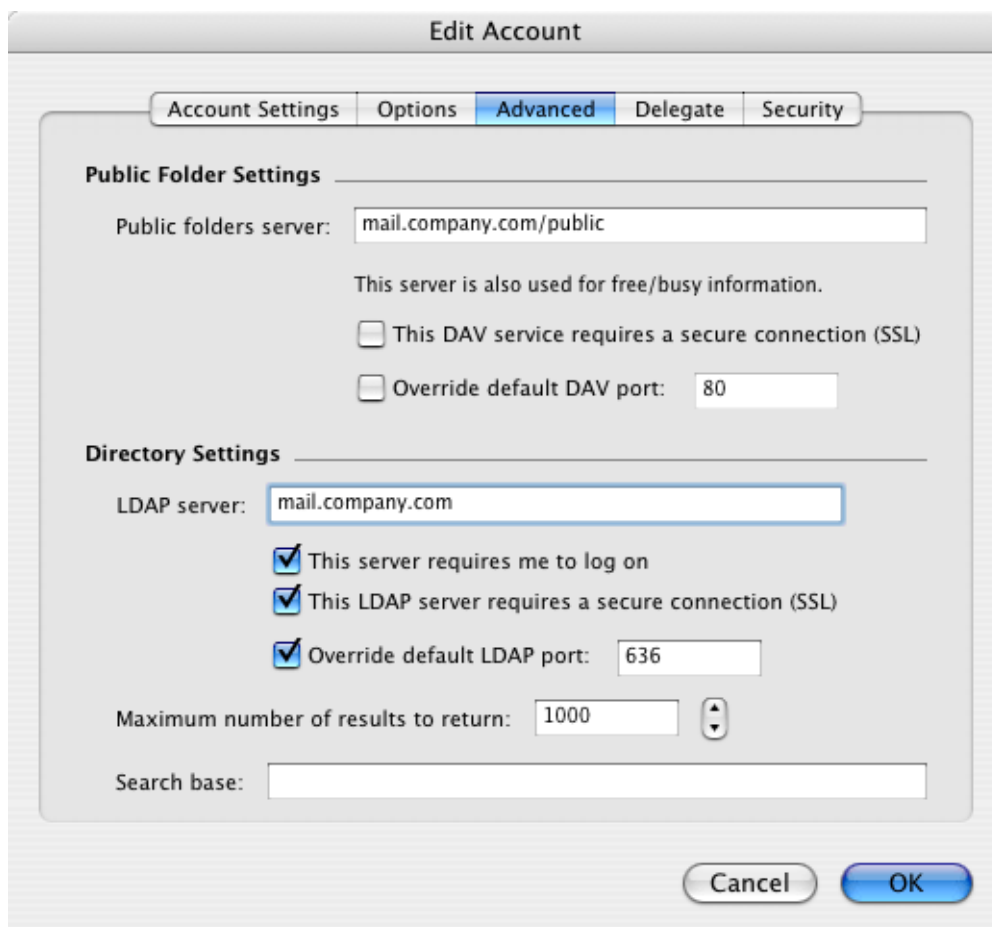 Edit Account
Account Settings Options Advanced Delegate Security
Public Folder Settings
Public folders server: mail.company.com/public
This server is also used for free/busy information.
This DAV service requires a secure connection (SSL)
Override default DAV port: 80
Directory Settings
LDAP server: mail.company.com
This server requires me to log on
This LDAP server requires a secure connection (SSL)
Override default LDAP port: 636
Maximum number of results to return: 1000
Search base:
Cancel OK